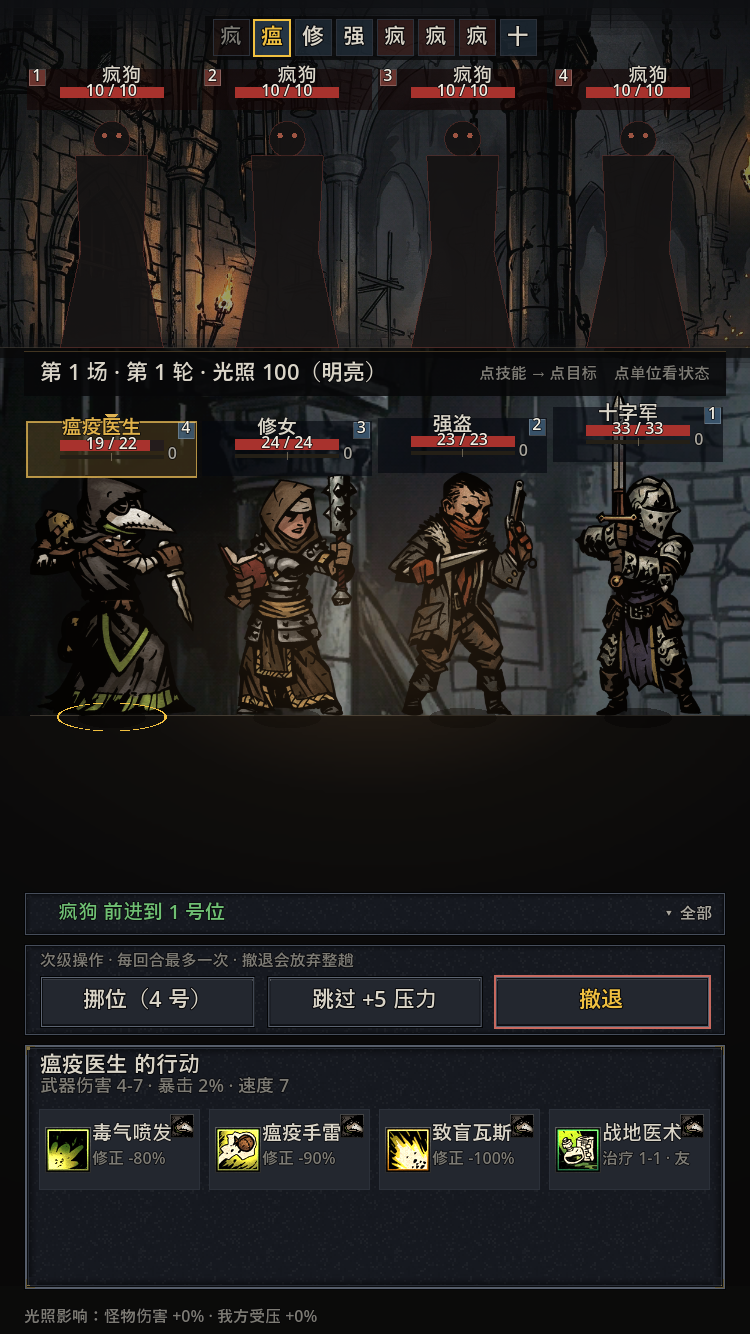 疯 瘟 修 强 疯 疯 疯 十
1 疯狗 2 疯狗 3 疯狗 4 疯狗
10 / 10 10 / 10 10 / 10 10 / 10
第 1 场 · 第 1 轮 · 光照 100（明亮） 点技能 → 点目标 点单位看状态
瘟疫医生 4 修女 3 强盗 2 十字军 1
19 / 22 0 24 / 24 0 23 / 23 0 33 / 33 0
疯狗 前进到 1 号位 ▾ 全部
次级操作 · 每回合最多一次 · 撤退会放弃整趟
挪位（4 号） 跳过 +5 压力 撤退
瘟疫医生 的行动
武器伤害 4-7 · 暴击 2% · 速度 7
毒气喷发 瘟疫手雷 致盲瓦斯 战地医术
修正 -80% 修正 -90% 修正 -100% 治疗 1-1 · 友
光照影响：怪物伤害 +0% · 我方受压 +0%